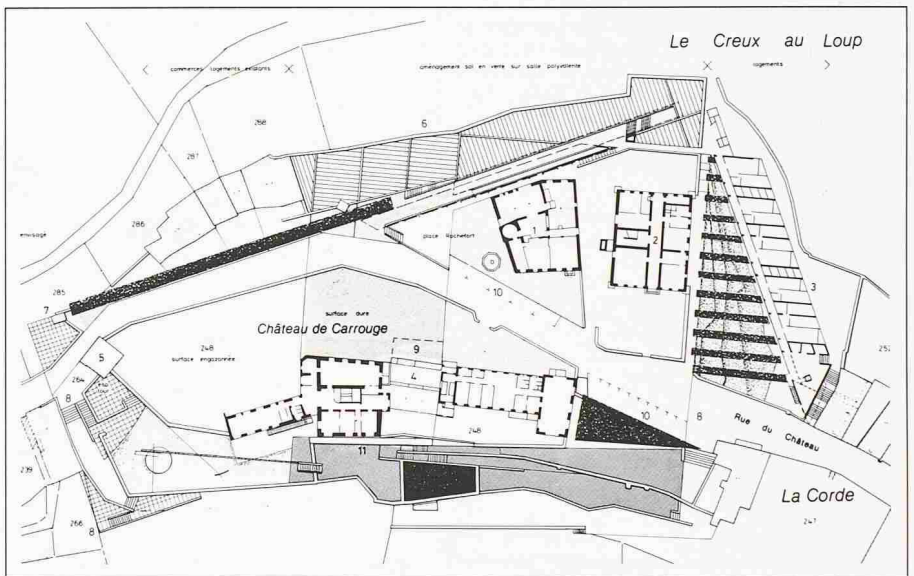 Le Creux au Loup
commerces logements existants
aménagement sol en verre sur salle polyvalente
logements
288
6
287
286
envisagé
place Rochefort
1
2
3
285
7
10
surface dure
Château de Carrouge
248
surface engazonnée
5
9
4
264
8
248
10
8
Rue du Château
252
239
11
La Corde
266
8
241